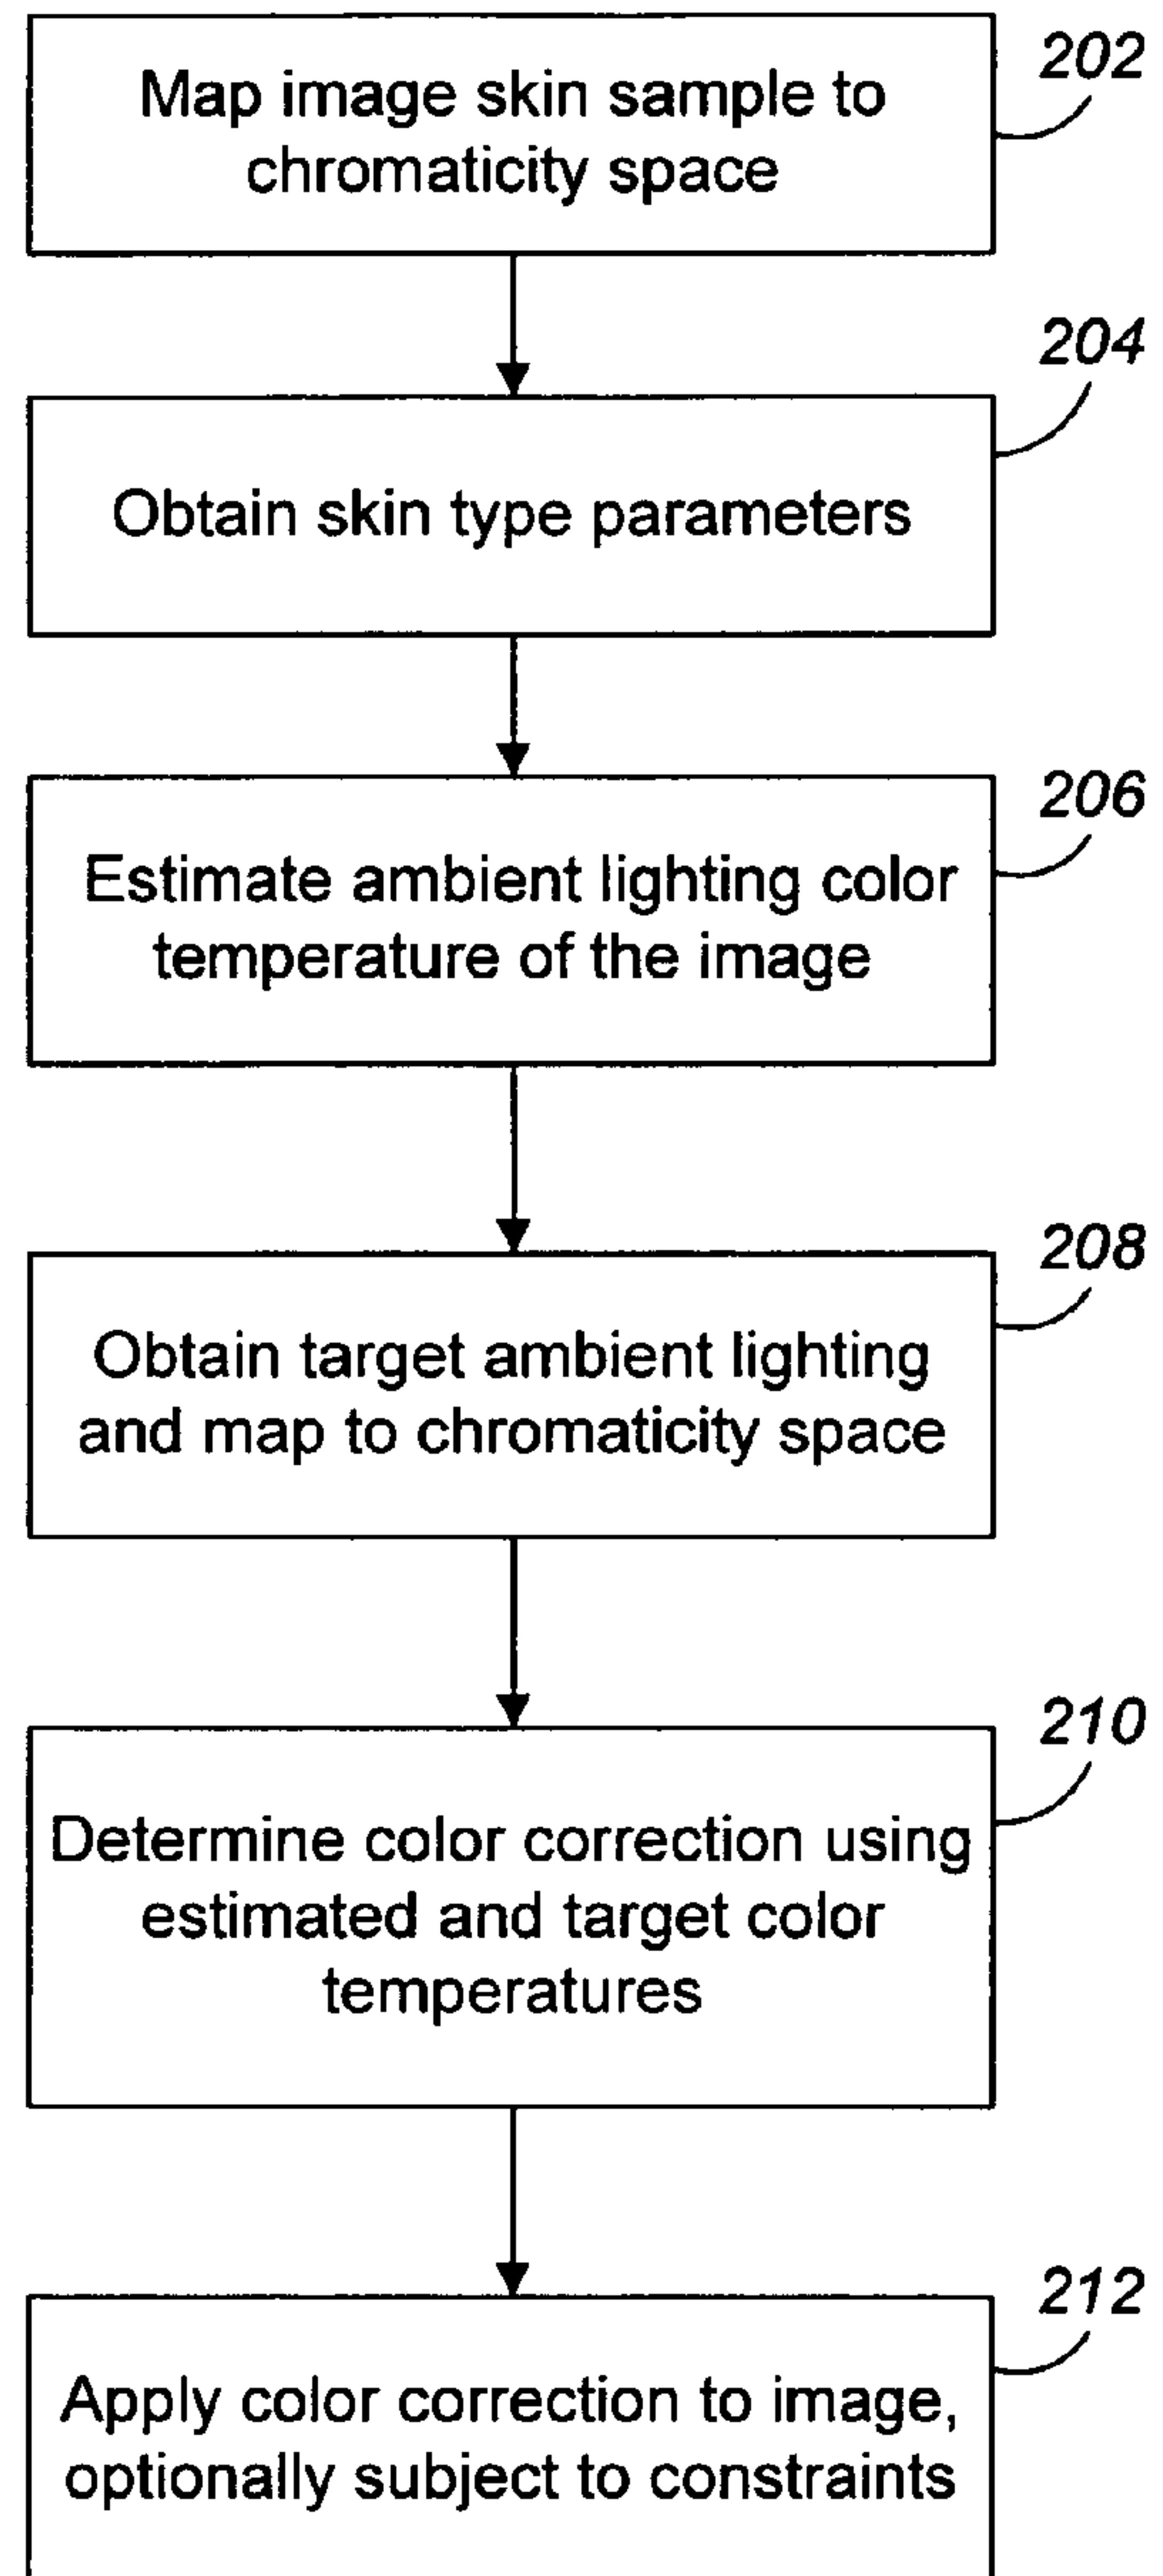 202
Map image skin sample to
chromaticity space
204
Obtain skin type parameters
206
Estimate ambient lighting color
temperature of the image
208
Obtain target ambient lighting
and map to chromaticity space
210
Determine color correction using
estimated and target color
temperatures
212
Apply color correction to image,
optionally subject to constraints